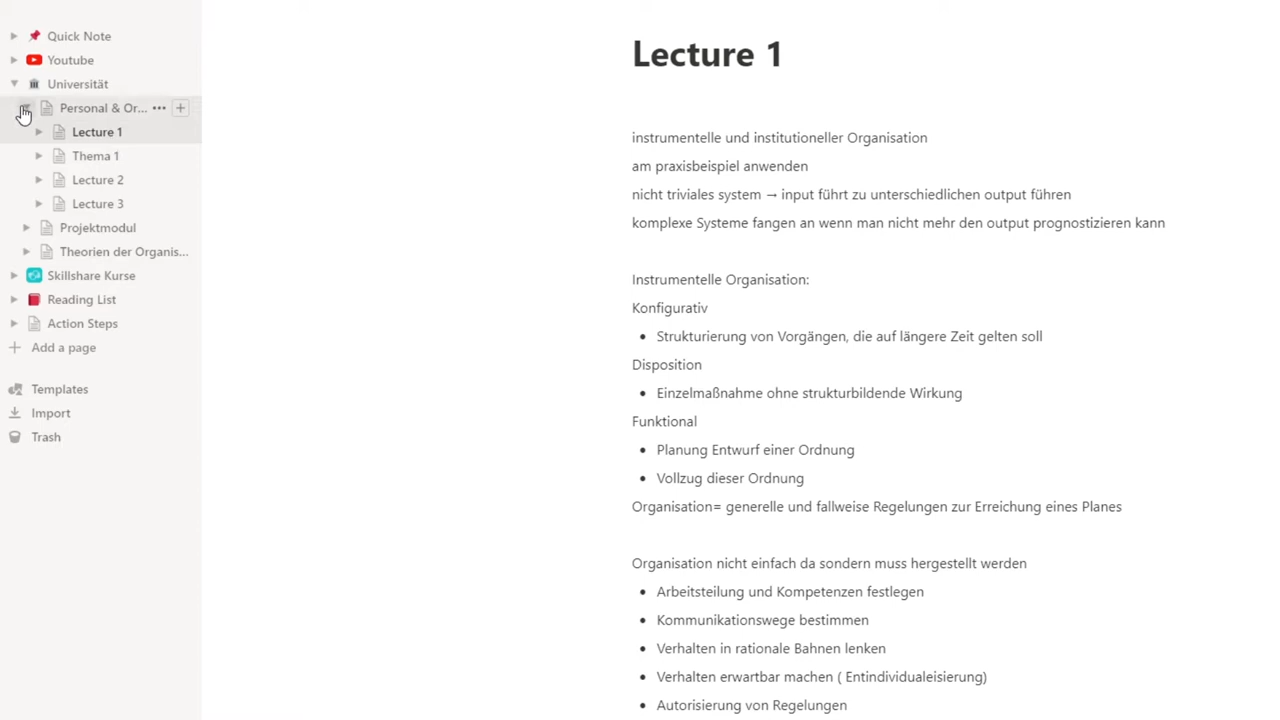 Quick Note
Youtube
Universität
Personal & Or...
Lecture 1
Thema 1
Lecture 2
Lecture 3
Projektmodul
Theorien der Organis...
Skillshare Kurse
Reading List
Action Steps
Add a page
Templates
Import
Trash
Lecture 1
instrumentelle und institutioneller Organisation
am praxisbeispiel anwenden
nicht triviales system → input führt zu unterschiedlichen output führen
komplexe Systeme fangen an wenn man nicht mehr den output prognostizieren kann
Instrumentelle Organisation:
Konfigurativ
• Strukturierung von Vorgängen, die auf längere Zeit gelten soll
Disposition
• Einzelmaßnahme ohne strukturbildende Wirkung
Funktional
• Planung Entwurf einer Ordnung
• Vollzug dieser Ordnung
Organisation= generelle und fallweise Regelungen zur Erreichung eines Planes
Organisation nicht einfach da sondern muss hergestellt werden
• Arbeitsteilung und Kompetenzen festlegen
• Kommunikationswege bestimmen
• Verhalten in rationale Bahnen lenken
• Verhalten erwartbar machen ( Entindividualeisierung)
• Autorisierung von Regelungen